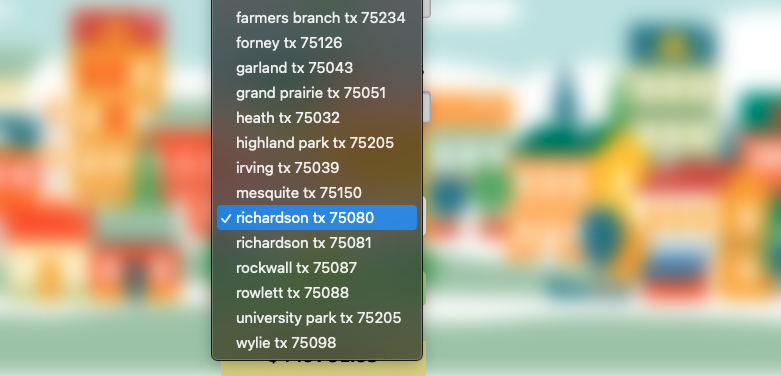 farmers branch tx 75234
forney tx 75126
garland tx 75043
grand prairie tx 75051
heath tx 75032
highland park tx 75205
irving tx 75039
mesquite tx 75150
richardson tx 75080
richardson tx 75081
rockwall tx 75087
rowlett tx 75088
university park tx 75205
wylie tx 75098